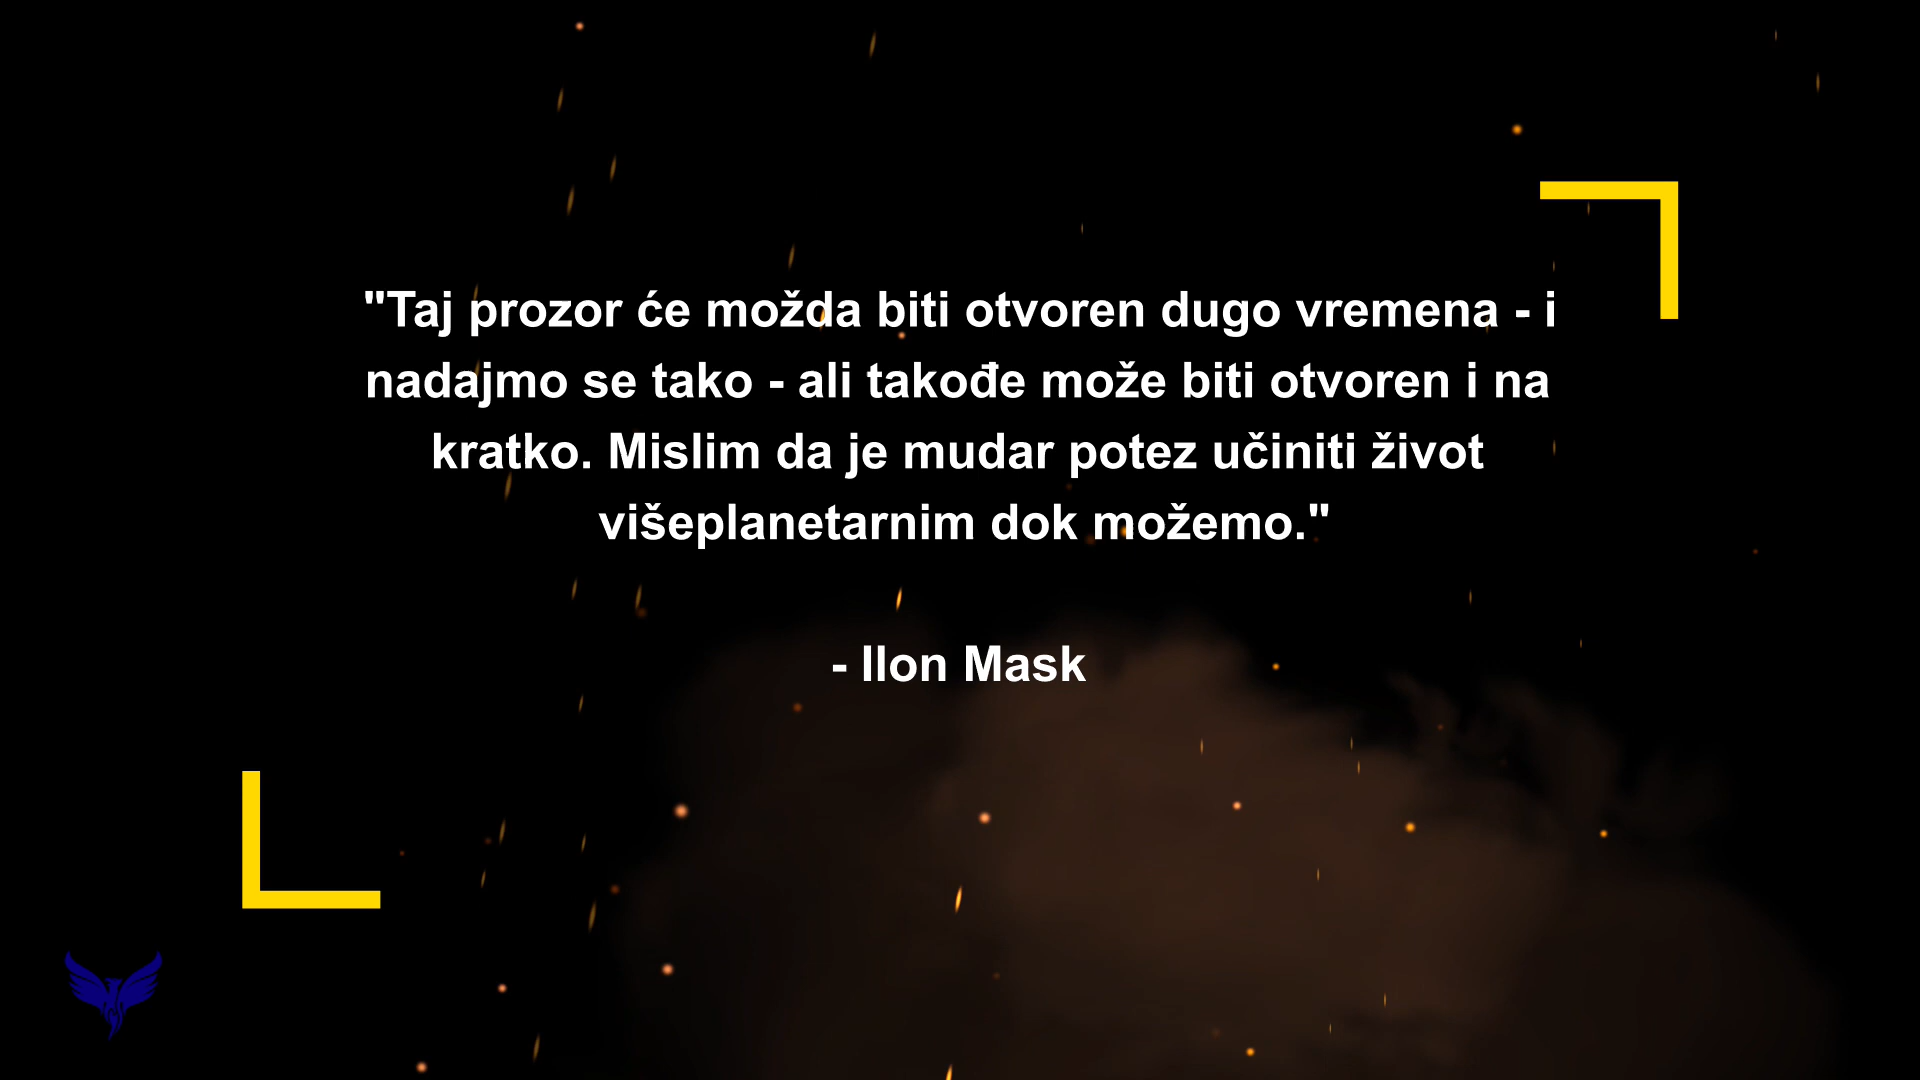 "Taj prozor će možda biti otvoren dugo vremena - i
nadajmo se tako - ali takođe može biti otvoren i na
kratko. Mislim da je mudar potez učiniti život
višeplanetarnim dok možemo."
- Ilon Mask